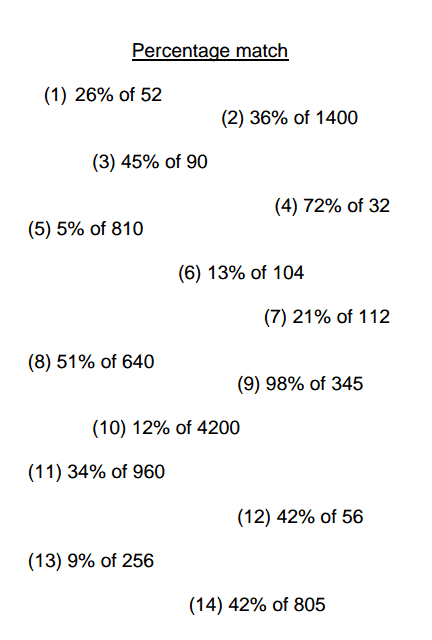 Percentage match
(1) 26% of 52
(2) 36% of 1400
(3) 45% of 90
(4) 72% of 32
(5) 5% of 810
(6) 13% of 104
(7) 21% of 112
(8) 51% of 640
(9) 98% of 345
(10) 12% of 4200
(11) 34% of 960
(12) 42% of 56
(13) 9% of 256
(14) 42% of 805